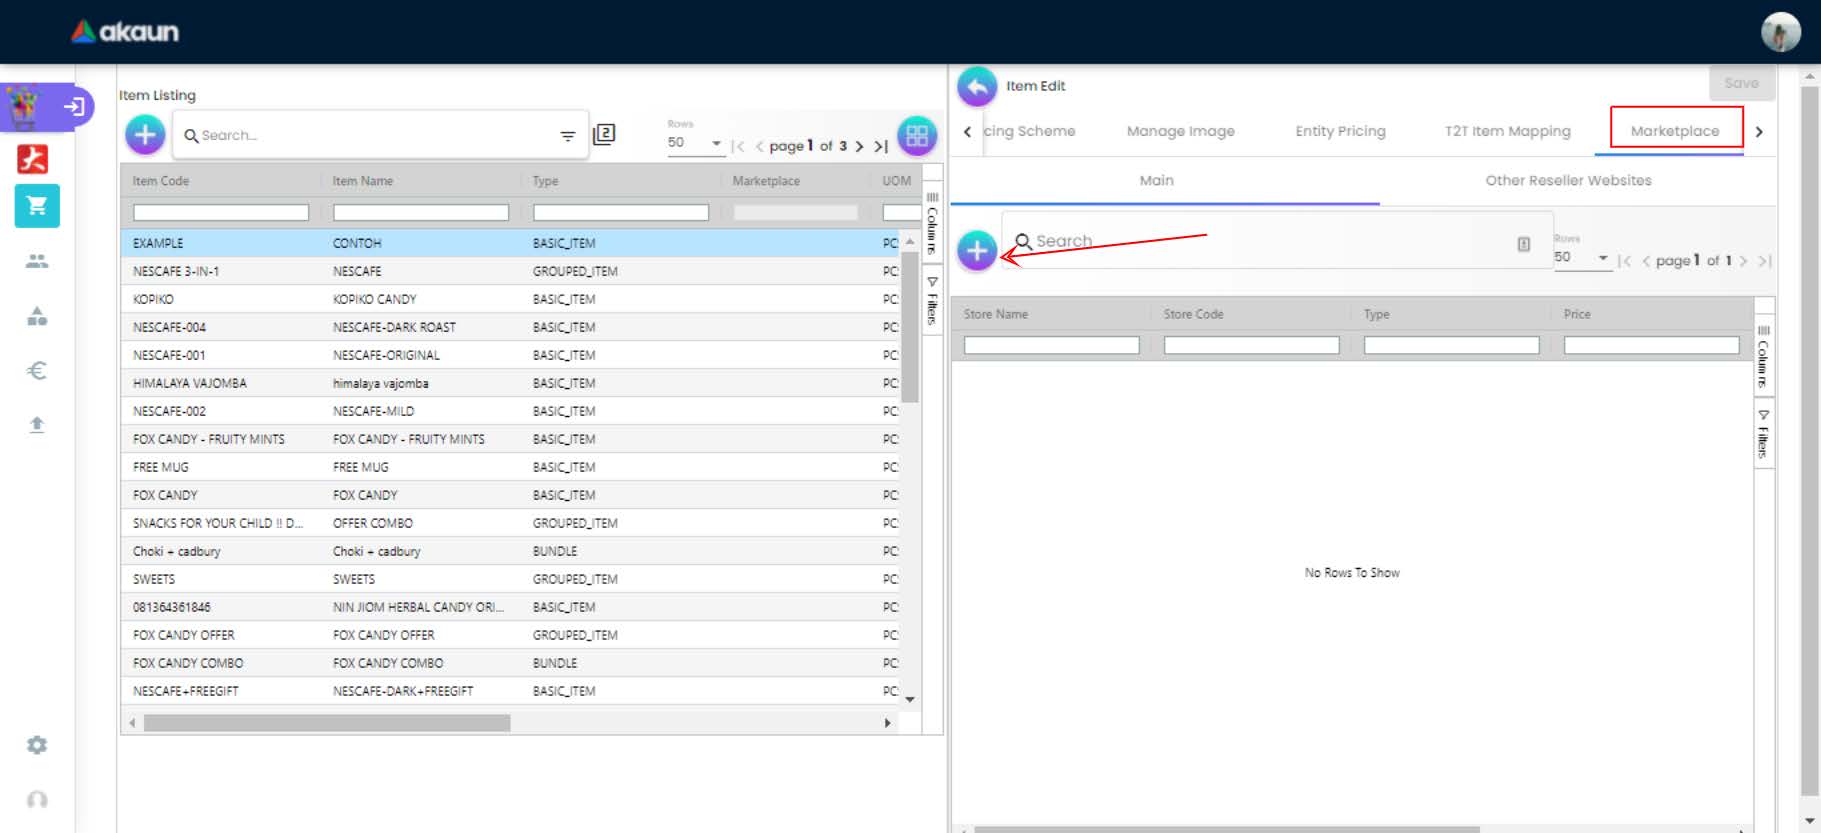 akaun
Item Listing
Search...
2
Rows
50
page 1 of 3
Item Code Item Name Type Marketplace UOM
EXAMPLE CONTOH BASIC_ITEM PC
NESCAFE 3-IN-1 NESCAFE GROUPED_ITEM PC
KOPIKO KOPIKO CANDY BASIC_ITEM PC
NESCAFE-004 NESCAFE-DARK ROAST BASIC_ITEM PC
NESCAFE-001 NESCAFE-ORIGINAL BASIC_ITEM PC
HIMALAYA VAJOMBA himalaya vajomba BASIC_ITEM PC
NESCAFE-002 NESCAFE-MILD BASIC_ITEM PC
FOX CANDY - FRUITY MINTS FOX CANDY - FRUITY MINTS BASIC_ITEM PC
FREE MUG FREE MUG BASIC_ITEM PC
FOX CANDY FOX CANDY BASIC_ITEM PC
SNACKS FOR YOUR CHILD !! D... OFFER COMBO GROUPED_ITEM PC
Choki + cadbury Choki + cadbury BUNDLE PC
SWEETS SWEETS GROUPED_ITEM PC
081364361846 NIN JIOM HERBAL CANDY ORI... BASIC_ITEM PC
FOX CANDY OFFER FOX CANDY OFFER GROUPED_ITEM PC
FOX CANDY COMBO FOX CANDY COMBO BUNDLE PC
NESCAFE+FREEGIFT NESCAFE-DARK+FREEGIFT BASIC_ITEM PC
Columns
Filters
Item Edit
Save
cing Scheme Manage Image Entity Pricing T2T Item Mapping Marketplace
Main Other Reseller Websites
Search
Rows
50
page 1 of 1
Store Name Store Code Type Price
No Rows To Show
Columns
Filters